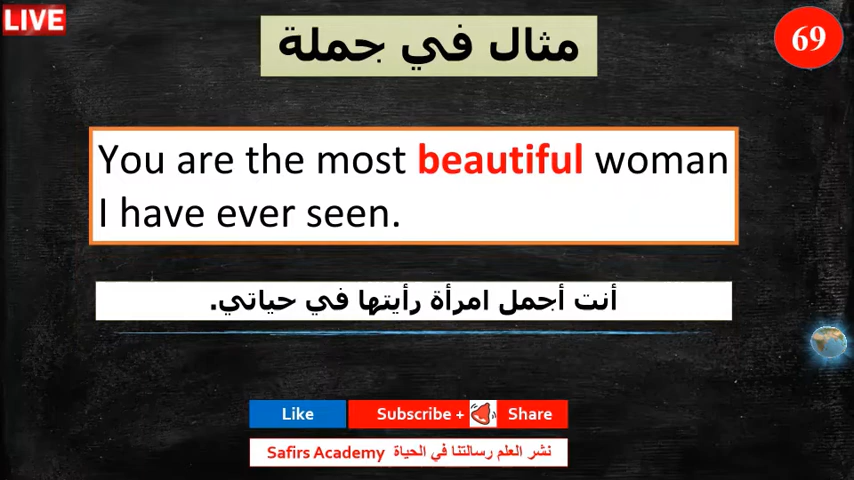 LIVE
مثال في جملة
69
You are the most beautiful woman
I have ever seen.
أنت أجمل امرأة رأيتها في حياتي.
Like
Subscribe +
Share
Safirs Academy نشر العلم رسالتنا في الحياة